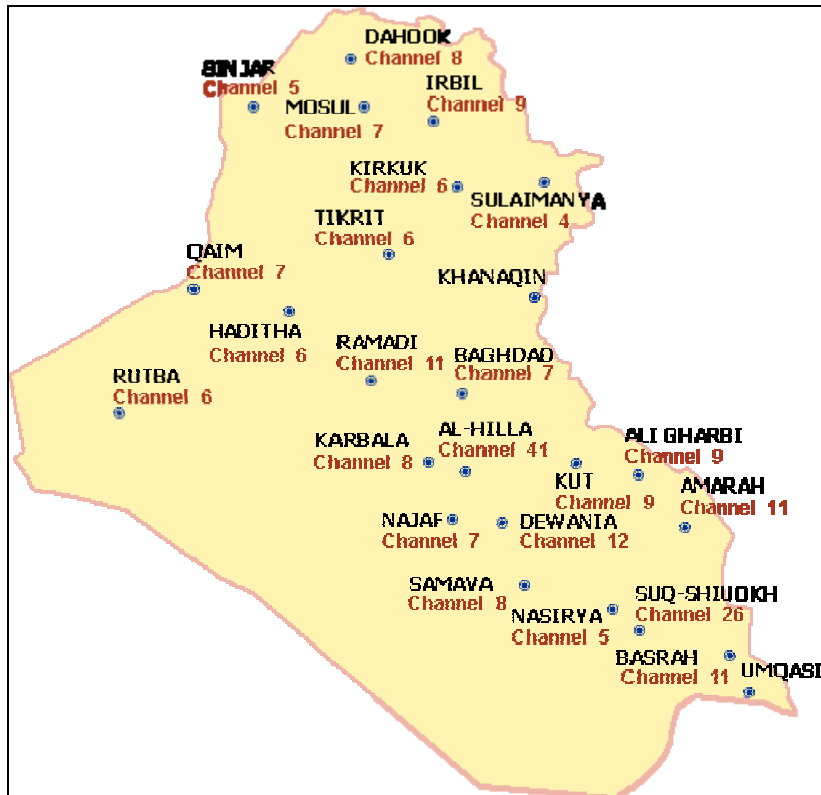 DAHOOK
Channel 8
SINJAR
Channel 5
IRBIL
Channel 9
MOSUL
Channel 7
KIRKUK
Channel 6
SULAIMANYA
Channel 4
TIKRIT
Channel 6
QAIM
Channel 7
KHANAQIN
HADITHA
Channel 6
RAMADI
Channel 11
BAGHDAD
Channel 7
RUTBA
Channel 6
AL-HILLA
Channel 41
KARBALA
Channel 8
ALI GHARBI
Channel 9
KUT
Channel 9
AMARAH
Channel 11
NAJAF
Channel 7
DEWANIA
Channel 12
SAMAVA
Channel 8
SUQ-SHIUOKH
Channel 26
NASIRYA
Channel 5
BASRAH
Channel 11
UMQASI